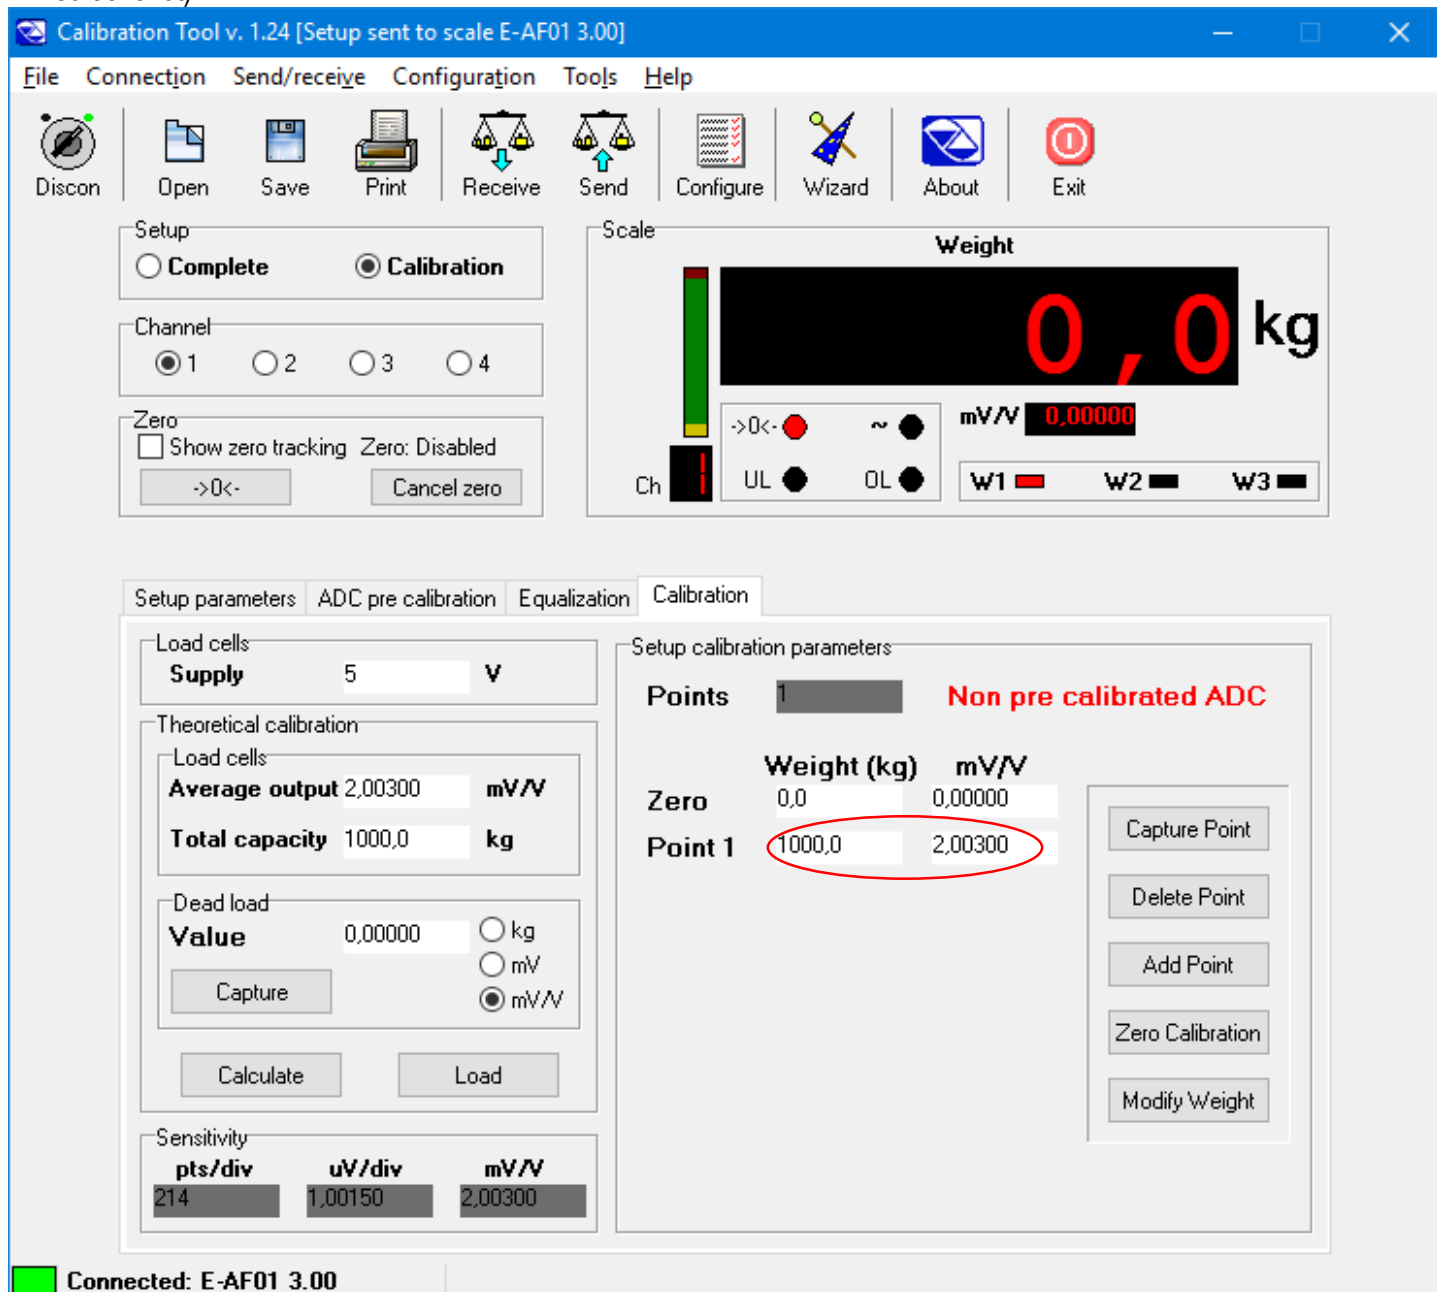 Calibration Tool v. 1.24 [Setup sent to scale E-AF01 3.00]
File Connection Send/receive Configuration Tools Help
Discon Open Save Print Receive Send Configure Wizard About Exit
Setup
Complete Calibration
Channel
1 2 3 4
Zero
Show zero tracking Zero: Disabled
->0<- Cancel zero
Scale
Weight
0,0 kg
->0<- ~ mV/V 0,00000
Ch 1 UL OL W1 W2 W3
Setup parameters ADC pre calibration Equalization Calibration
Load cells
Supply 5 V
Theoretical calibration
Load cells
Average output 2,00300 mV/V
Total capacity 1000,0 kg
Dead load
Value 0,00000 kg
mV
Capture mV/V
Calculate Load
Sensitivity
pts/div uV/div mV/V
214 1,00150 2,00300
Setup calibration parameters
Points 1 Non pre calibrated ADC
Weight (kg) mV/V
Zero 0,0 0,00000
Point 1 1000,0 2,00300
Capture Point
Delete Point
Add Point
Zero Calibration
Modify Weight
Connected: E-AF01 3.00